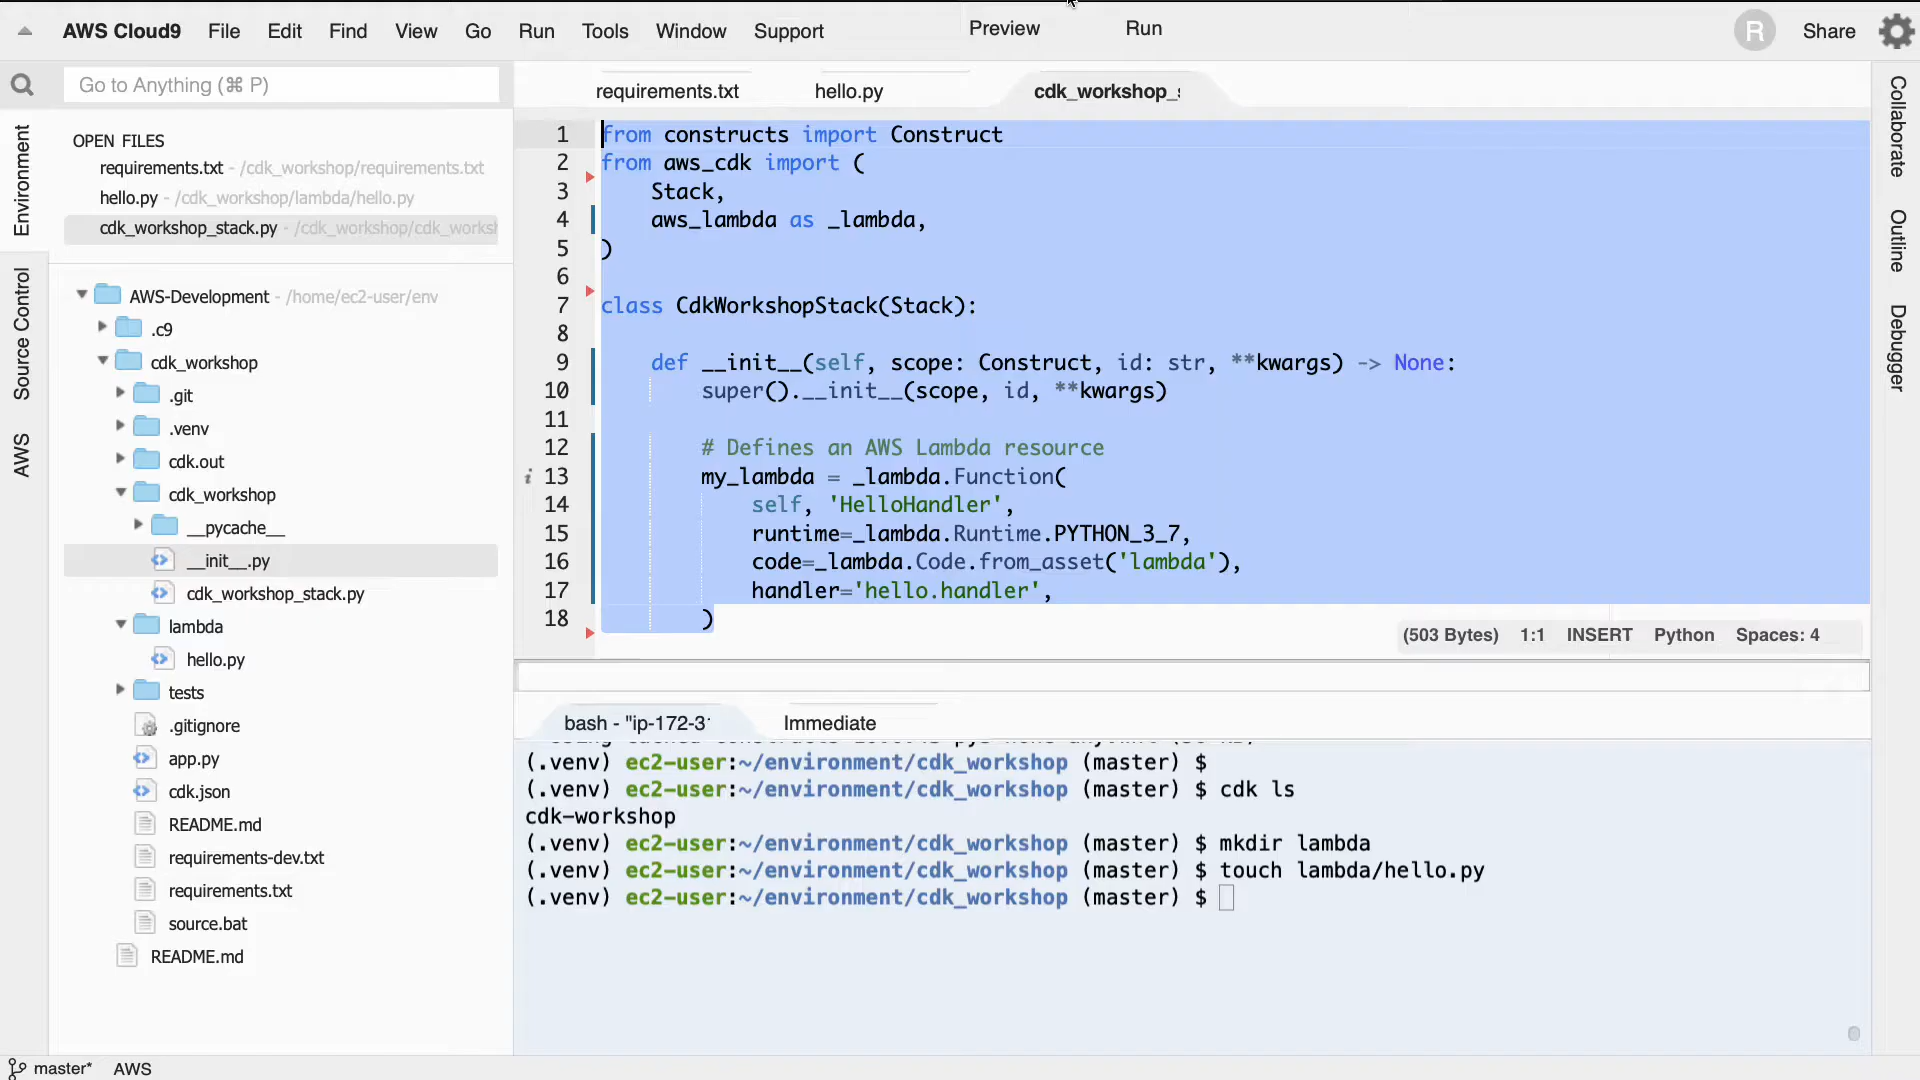 AWS Cloud9 File Edit Find View Go Run Tools Window Support Preview Run R Share
Go to Anything (⌘ P)
Environment
Source Control
AWS
OPEN FILES
requirements.txt - /cdk_workshop/requirements.txt
hello.py - /cdk_workshop/lambda/hello.py
cdk_workshop_stack.py - /cdk_workshop/cdk_worksh
AWS-Development - /home/ec2-user/env
.c9
cdk_workshop
.git
.venv
cdk.out
cdk_workshop
__pycache__
__init__.py
cdk_workshop_stack.py
lambda
hello.py
tests
.gitignore
app.py
cdk.json
README.md
requirements-dev.txt
requirements.txt
source.bat
README.md
requirements.txt hello.py cdk_workshop_s
1 from constructs import Construct
2 from aws_cdk import (
3     Stack,
4     aws_lambda as _lambda,
5 )
6
7 class CdkWorkshopStack(Stack):
8
9     def __init__(self, scope: Construct, id: str, **kwargs) -> None:
10         super().__init__(scope, id, **kwargs)
11
12         # Defines an AWS Lambda resource
i 13         my_lambda = _lambda.Function(
14             self, 'HelloHandler',
15             runtime=_lambda.Runtime.PYTHON_3_7,
16             code=_lambda.Code.from_asset('lambda'),
17             handler='hello.handler',
18         )
(503 Bytes) 1:1 INSERT Python Spaces: 4
bash - "ip-172-31 Immediate
(.venv) ec2-user:~/environment/cdk_workshop (master) $
(.venv) ec2-user:~/environment/cdk_workshop (master) $ cdk ls
cdk-workshop
(.venv) ec2-user:~/environment/cdk_workshop (master) $ mkdir lambda
(.venv) ec2-user:~/environment/cdk_workshop (master) $ touch lambda/hello.py
(.venv) ec2-user:~/environment/cdk_workshop (master) $
Collaborate
Outline
Debugger
master* AWS